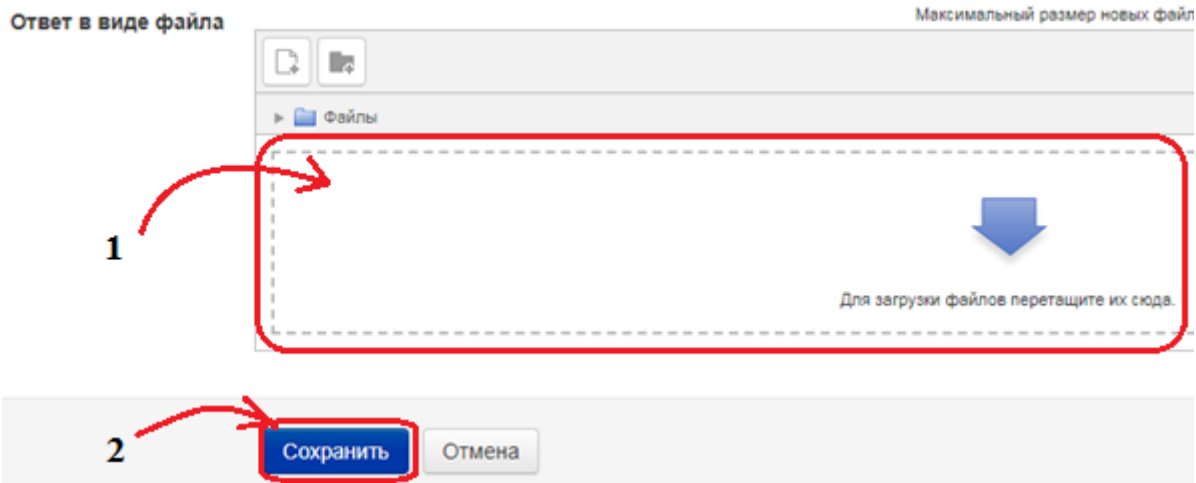 Ответ в виде файла
Максимальный размер новых файл
Файлы
1
Для загрузки файлов перетащите их сюда.
2
Сохранить
Отмена